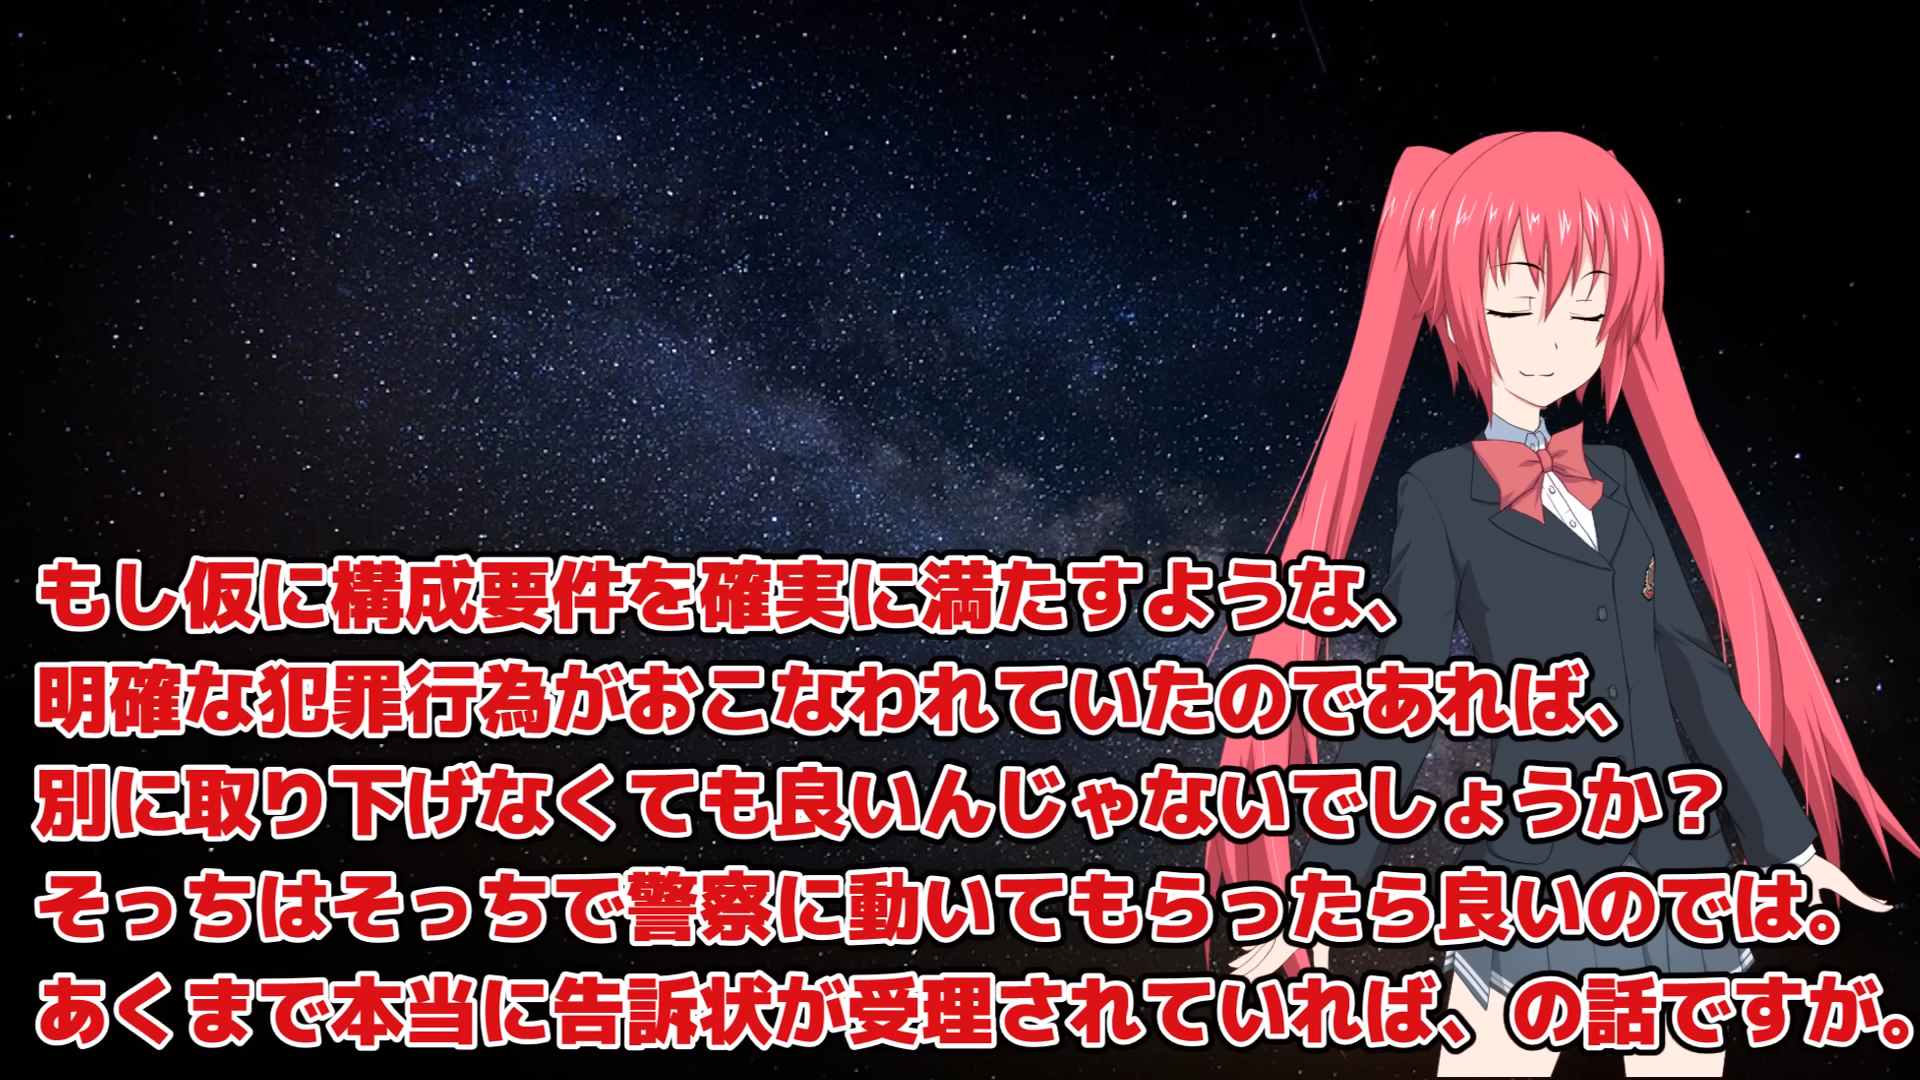 もし仮に構成要件を確実に満たすような、
明確な犯罪行為がおこなわれていたのであれば、
別に取り下げなくても良いんじゃないでしょうか？
そっちはそっちで警察に動いてもらったら良いのでは。
あくまで本当に告訴状が受理されていれば、の話ですが。